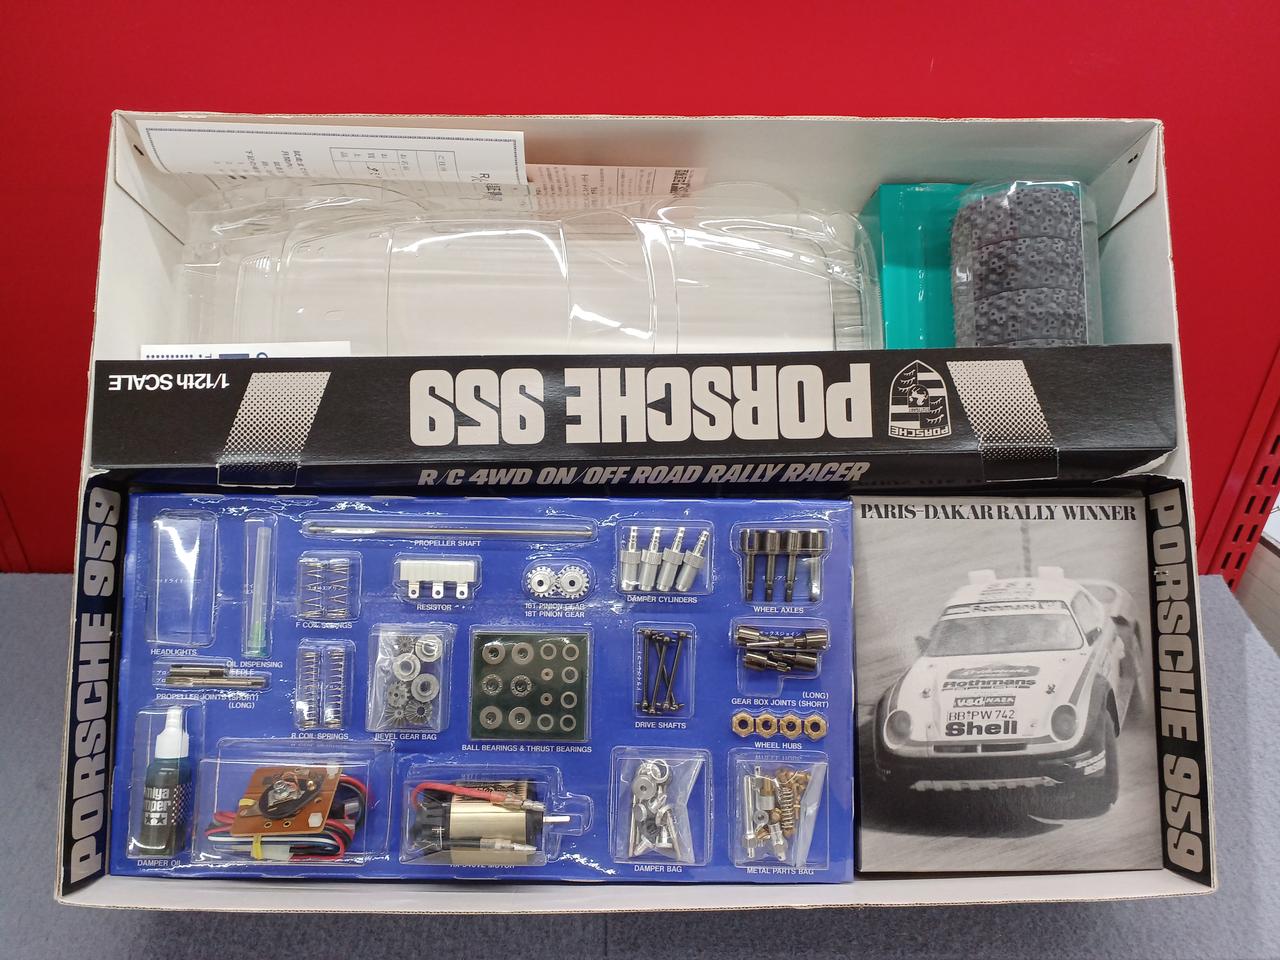 1/12th SCALE
PORSCHE 959
PORSCHE
R/C 4WD ON/OFF ROAD RALLY RACER
PORSCHE 959
PROPELLER SHAFT
HEADLIGHTS
OIL DISPENSING
NEEDLE
F COIL SPRINGS
RESISTOR
16T PINION GEAR
18T PINION GEAR
DAMPER CYLINDERS
WHEEL AXLES
PROPELLER JOINTS (SHORT)
(LONG)
R COIL SPRINGS
BEVEL GEAR BAG
BALL BEARINGS & THRUST BEARINGS
DRIVE SHAFTS
GEAR BOX JOINTS
(LONG)
(SHORT)
WHEEL HUBS
DAMPER OIL
MOTOR
DAMPER BAG
METAL PARTS BAG
PARIS-DAKAR RALLY WINNER
Rothmans
Rothmans
BB PW 742
Shell
PORSCHE 959